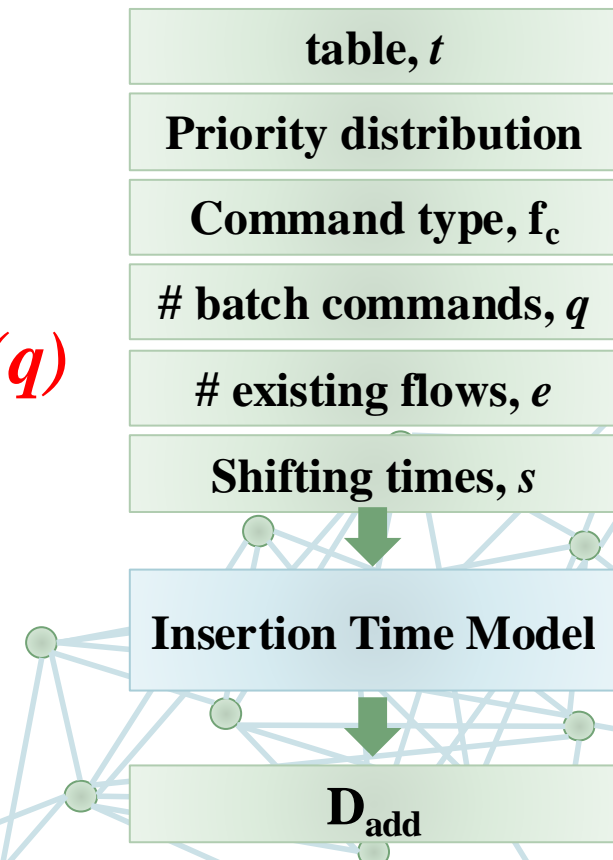 table, t
Priority distribution
Command type, fc
# batch commands, q
(q)
# existing flows, e
Shifting times, s
Insertion Time Model
Dadd